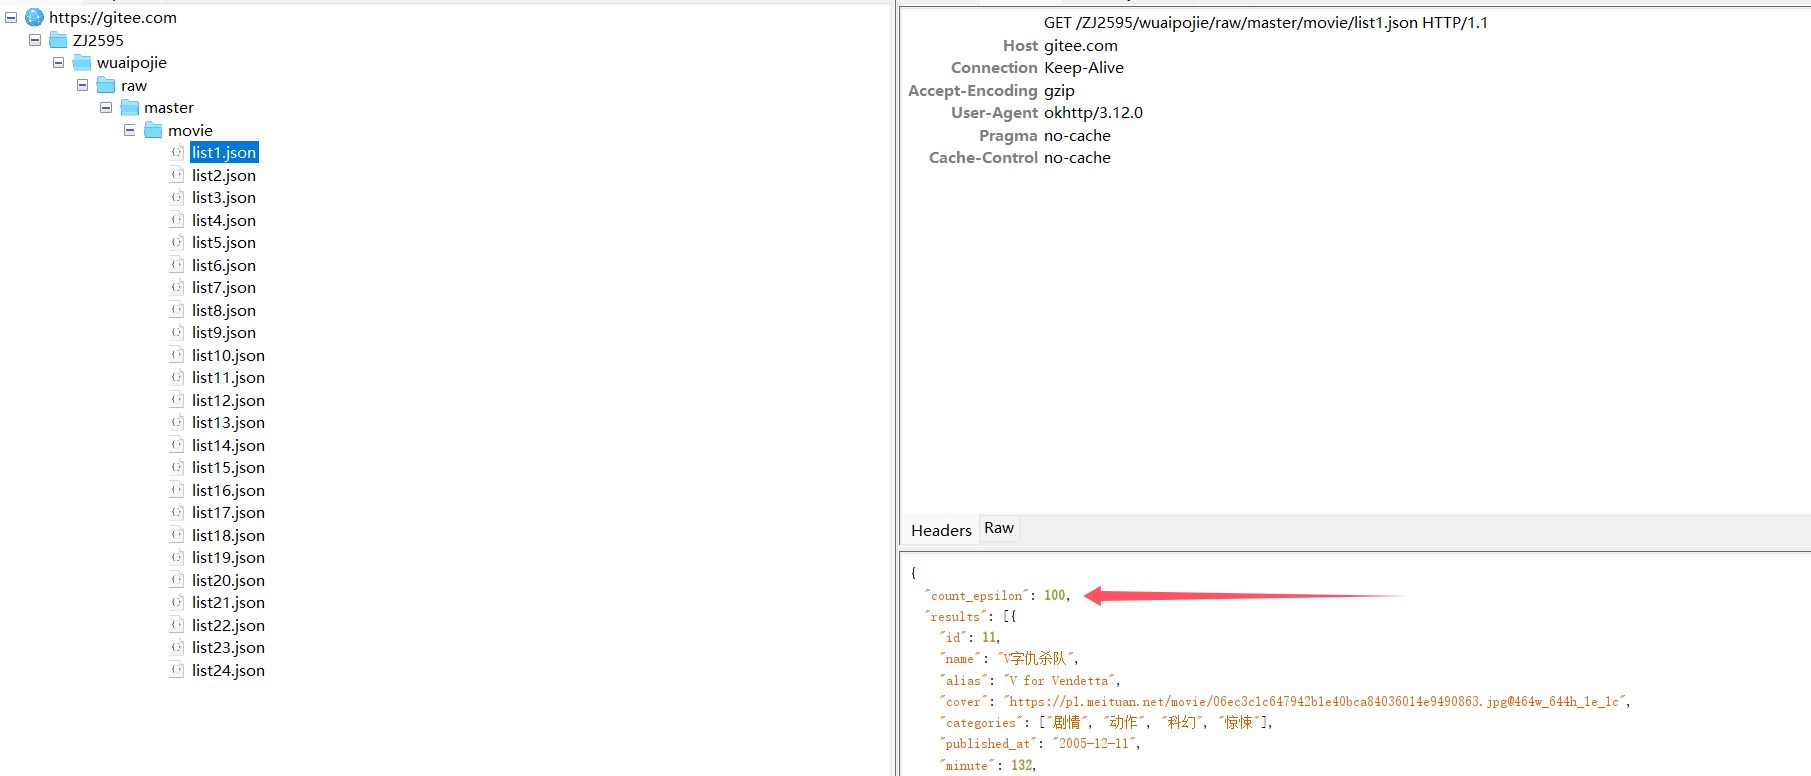 https://gitee.com
ZJ2595
wuaipojie
raw
master
movie
list1.json
list2.json
list3.json
list4.json
list5.json
list6.json
list7.json
list8.json
list9.json
list10.json
list11.json
list12.json
list13.json
list14.json
list15.json
list16.json
list17.json
list18.json
list19.json
list20.json
list21.json
list22.json
list23.json
list24.json
GET /ZJ2595/wuaipojie/raw/master/movie/list1.json HTTP/1.1
Host gitee.com
Connection Keep-Alive
Accept-Encoding gzip
User-Agent okhttp/3.12.0
Pragma no-cache
Cache-Control no-cache
Headers Raw
{
"count_epsilon": 100,
"results": [{
"id": 11,
"name": "V字仇杀队",
"alias": "V for Vendetta",
"cover": "https://p1.meituan.net/movie/06ec3c1c647942b1e40bca84036014e9490863.jpg@464w_644h_1e_1c",
"categories": ["剧情", "动作", "科幻", "惊悚"],
"published_at": "2005-12-11",
"minute": 132,